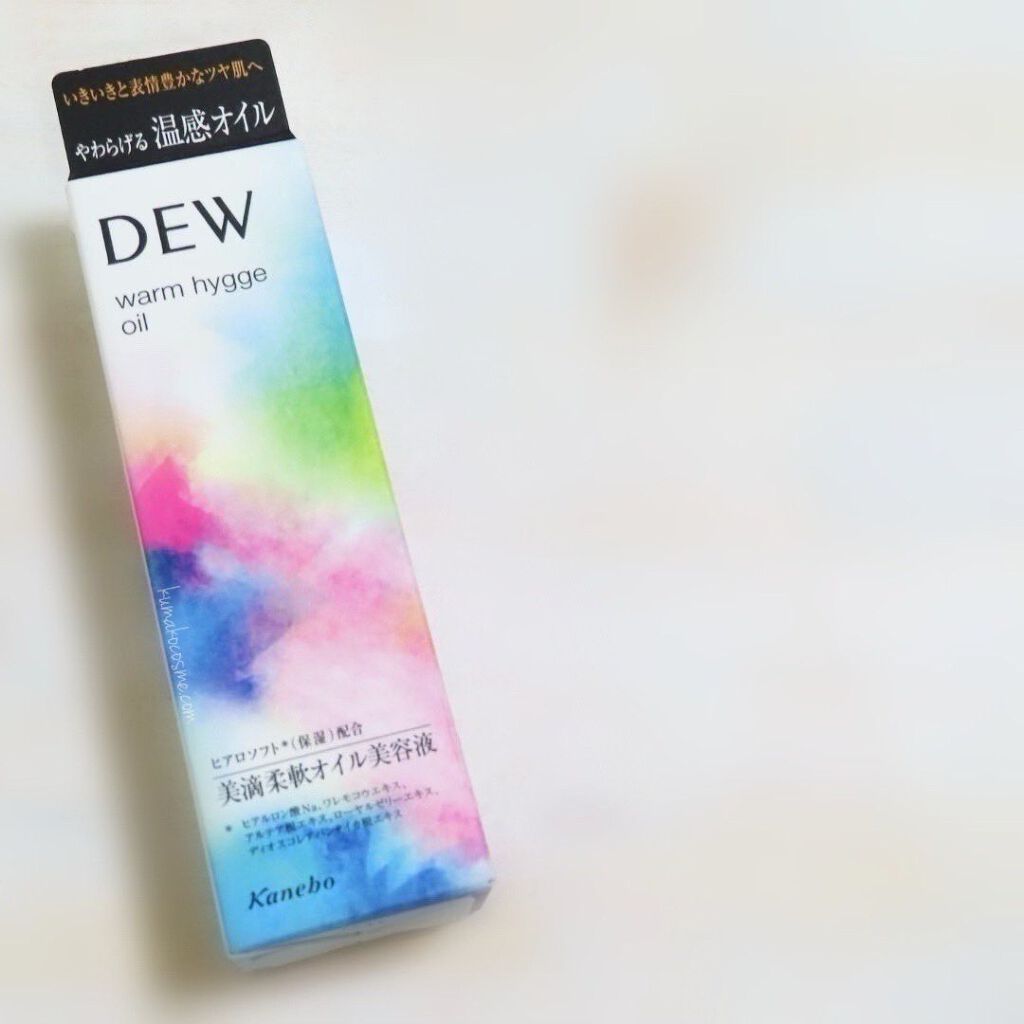 いきいきと表情豊かなツヤ肌へ
やわらげる 温感オイル
DEW
warm hygge
oil
kumakocosme.com
ヒアロソフト*(保湿)配合
美滴柔軟オイル美容液
* ヒアルロン酸Na、ワレモコウエキス、
アルテア根エキス、ローヤルゼリーエキス、
ディオスコレアコンポジタ根エキス
Kanebo